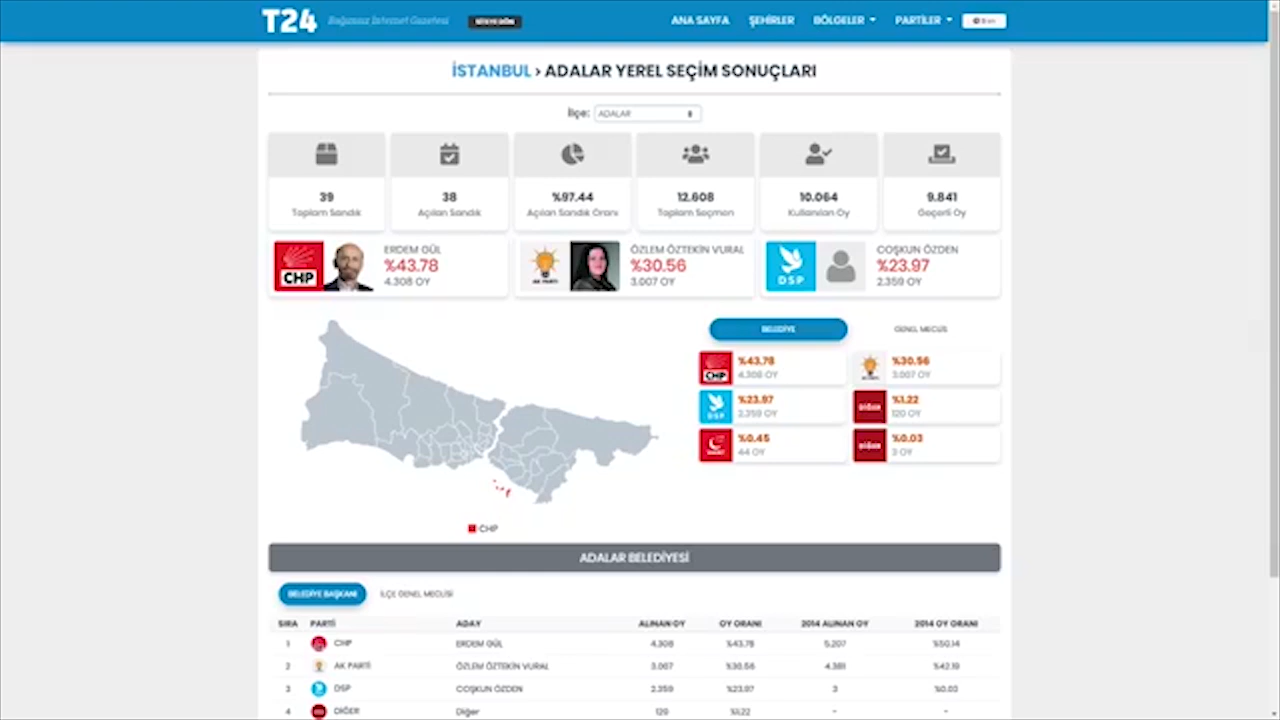 T24 Bağımsız İnternet Gazetesi SİTEYE DÖN ANA SAYFA ŞEHİRLER BÖLGELER PARTİLER
İSTANBUL › ADALAR YEREL SEÇİM SONUÇLARI
İlçe: ADALAR
39 38 %97.44 12.608 10.064 9.841
Toplam Sandık Açılan Sandık Açılan Sandık Oranı Toplam Seçmen Kullanılan Oy Geçerli Oy
CHP ERDEM GÜL %43.78 4.308 OY
AK PARTİ ÖZLEM ÖZTEKİN VURAL %30.56 3.007 OY
DSP COŞKUN ÖZDEN %23.97 2.359 OY
BELEDİYE GENEL MECLİS
CHP %43.78 4.308 OY %30.56 3.007 OY
DSP %23.97 2.359 OY DİĞER %1.22 120 OY
%0.45 44 OY DİĞER %0.03 3 OY
CHP
ADALAR BELEDİYESİ
BELEDİYE BAŞKANI İLÇE GENEL MECLİSİ
SIRA PARTİ ADAY ALINAN OY OY ORANI 2014 ALINAN OY 2014 OY ORANI
1 CHP ERDEM GÜL 4.308 %43.78 5.207 %50.14
2 AK PARTİ ÖZLEM ÖZTEKİN VURAL 3.007 %30.56 4.381 %42.19
3 DSP COŞKUN ÖZDEN 2.359 %23.97 3 %0.03
4 DİĞER Diğer 120 %1.22 - -